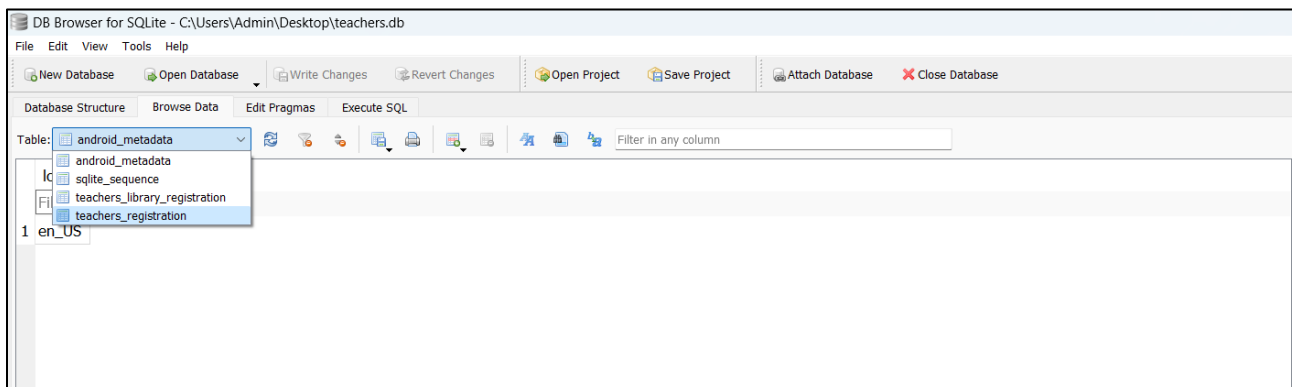 DB Browser for SQLite - C:\Users\Admin\Desktop\teachers.db
File Edit View Tools Help
New Database Open Database Write Changes Revert Changes Open Project Save Project Attach Database Close Database
Database Structure Browse Data Edit Pragmas Execute SQL
Table: android_metadata Filter in any column
android_metadata
sqlite_sequence
teachers_library_registration
teachers_registration
1 en_US